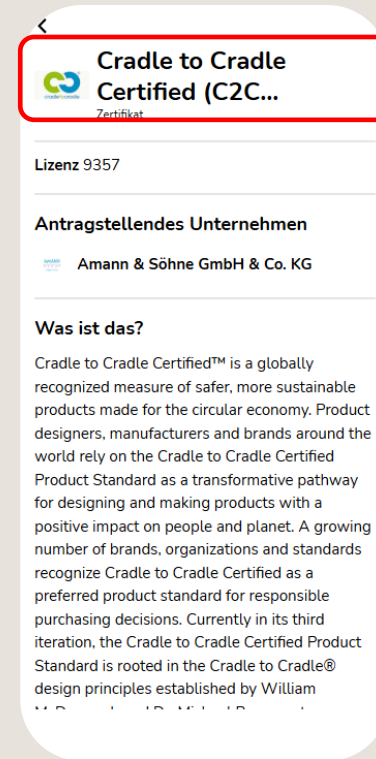 Cradle to Cradle
Certified (C2C...
Zertifikat
Lizenz 9357
Antragstellendes Unternehmen
Amann & Söhne GmbH & Co. KG
Was ist das?
Cradle to Cradle Certified™ is a globally
recognized measure of safer, more sustainable
products made for the circular economy. Product
designers, manufacturers and brands around the
world rely on the Cradle to Cradle Certified
Product Standard as a transformative pathway
for designing and making products with a
positive impact on people and planet. A growing
number of brands, organizations and standards
recognize Cradle to Cradle Certified as a
preferred product standard for responsible
purchasing decisions. Currently in its third
iteration, the Cradle to Cradle Certified Product
Standard is rooted in the Cradle to Cradle®
design principles established by William